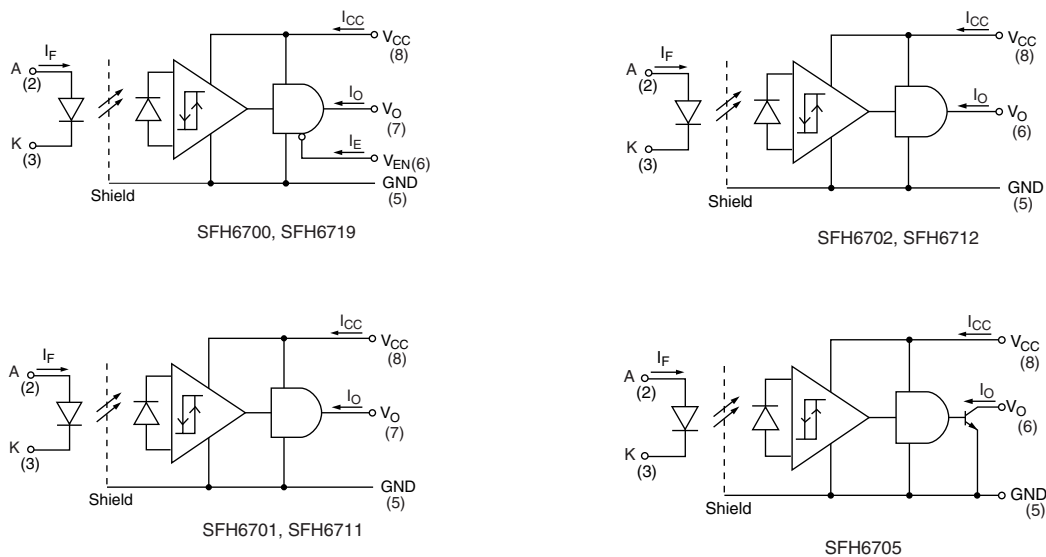 ICC
VCC
(8)
IF
A
(2)
IO
VO
(7)
K
(3)
IE
VEN(6)
GND
(5)
Shield
SFH6700, SFH6719
ICC
VCC
(8)
IF
A
(2)
IO
VO
(6)
K
(3)
GND
(5)
Shield
SFH6702, SFH6712
ICC
VCC
(8)
IF
A
(2)
IO
VO
(7)
K
(3)
GND
(5)
Shield
SFH6701, SFH6711
ICC
VCC
(8)
IF
A
(2)
IO
VO
(6)
K
(3)
GND
(5)
Shield
SFH6705